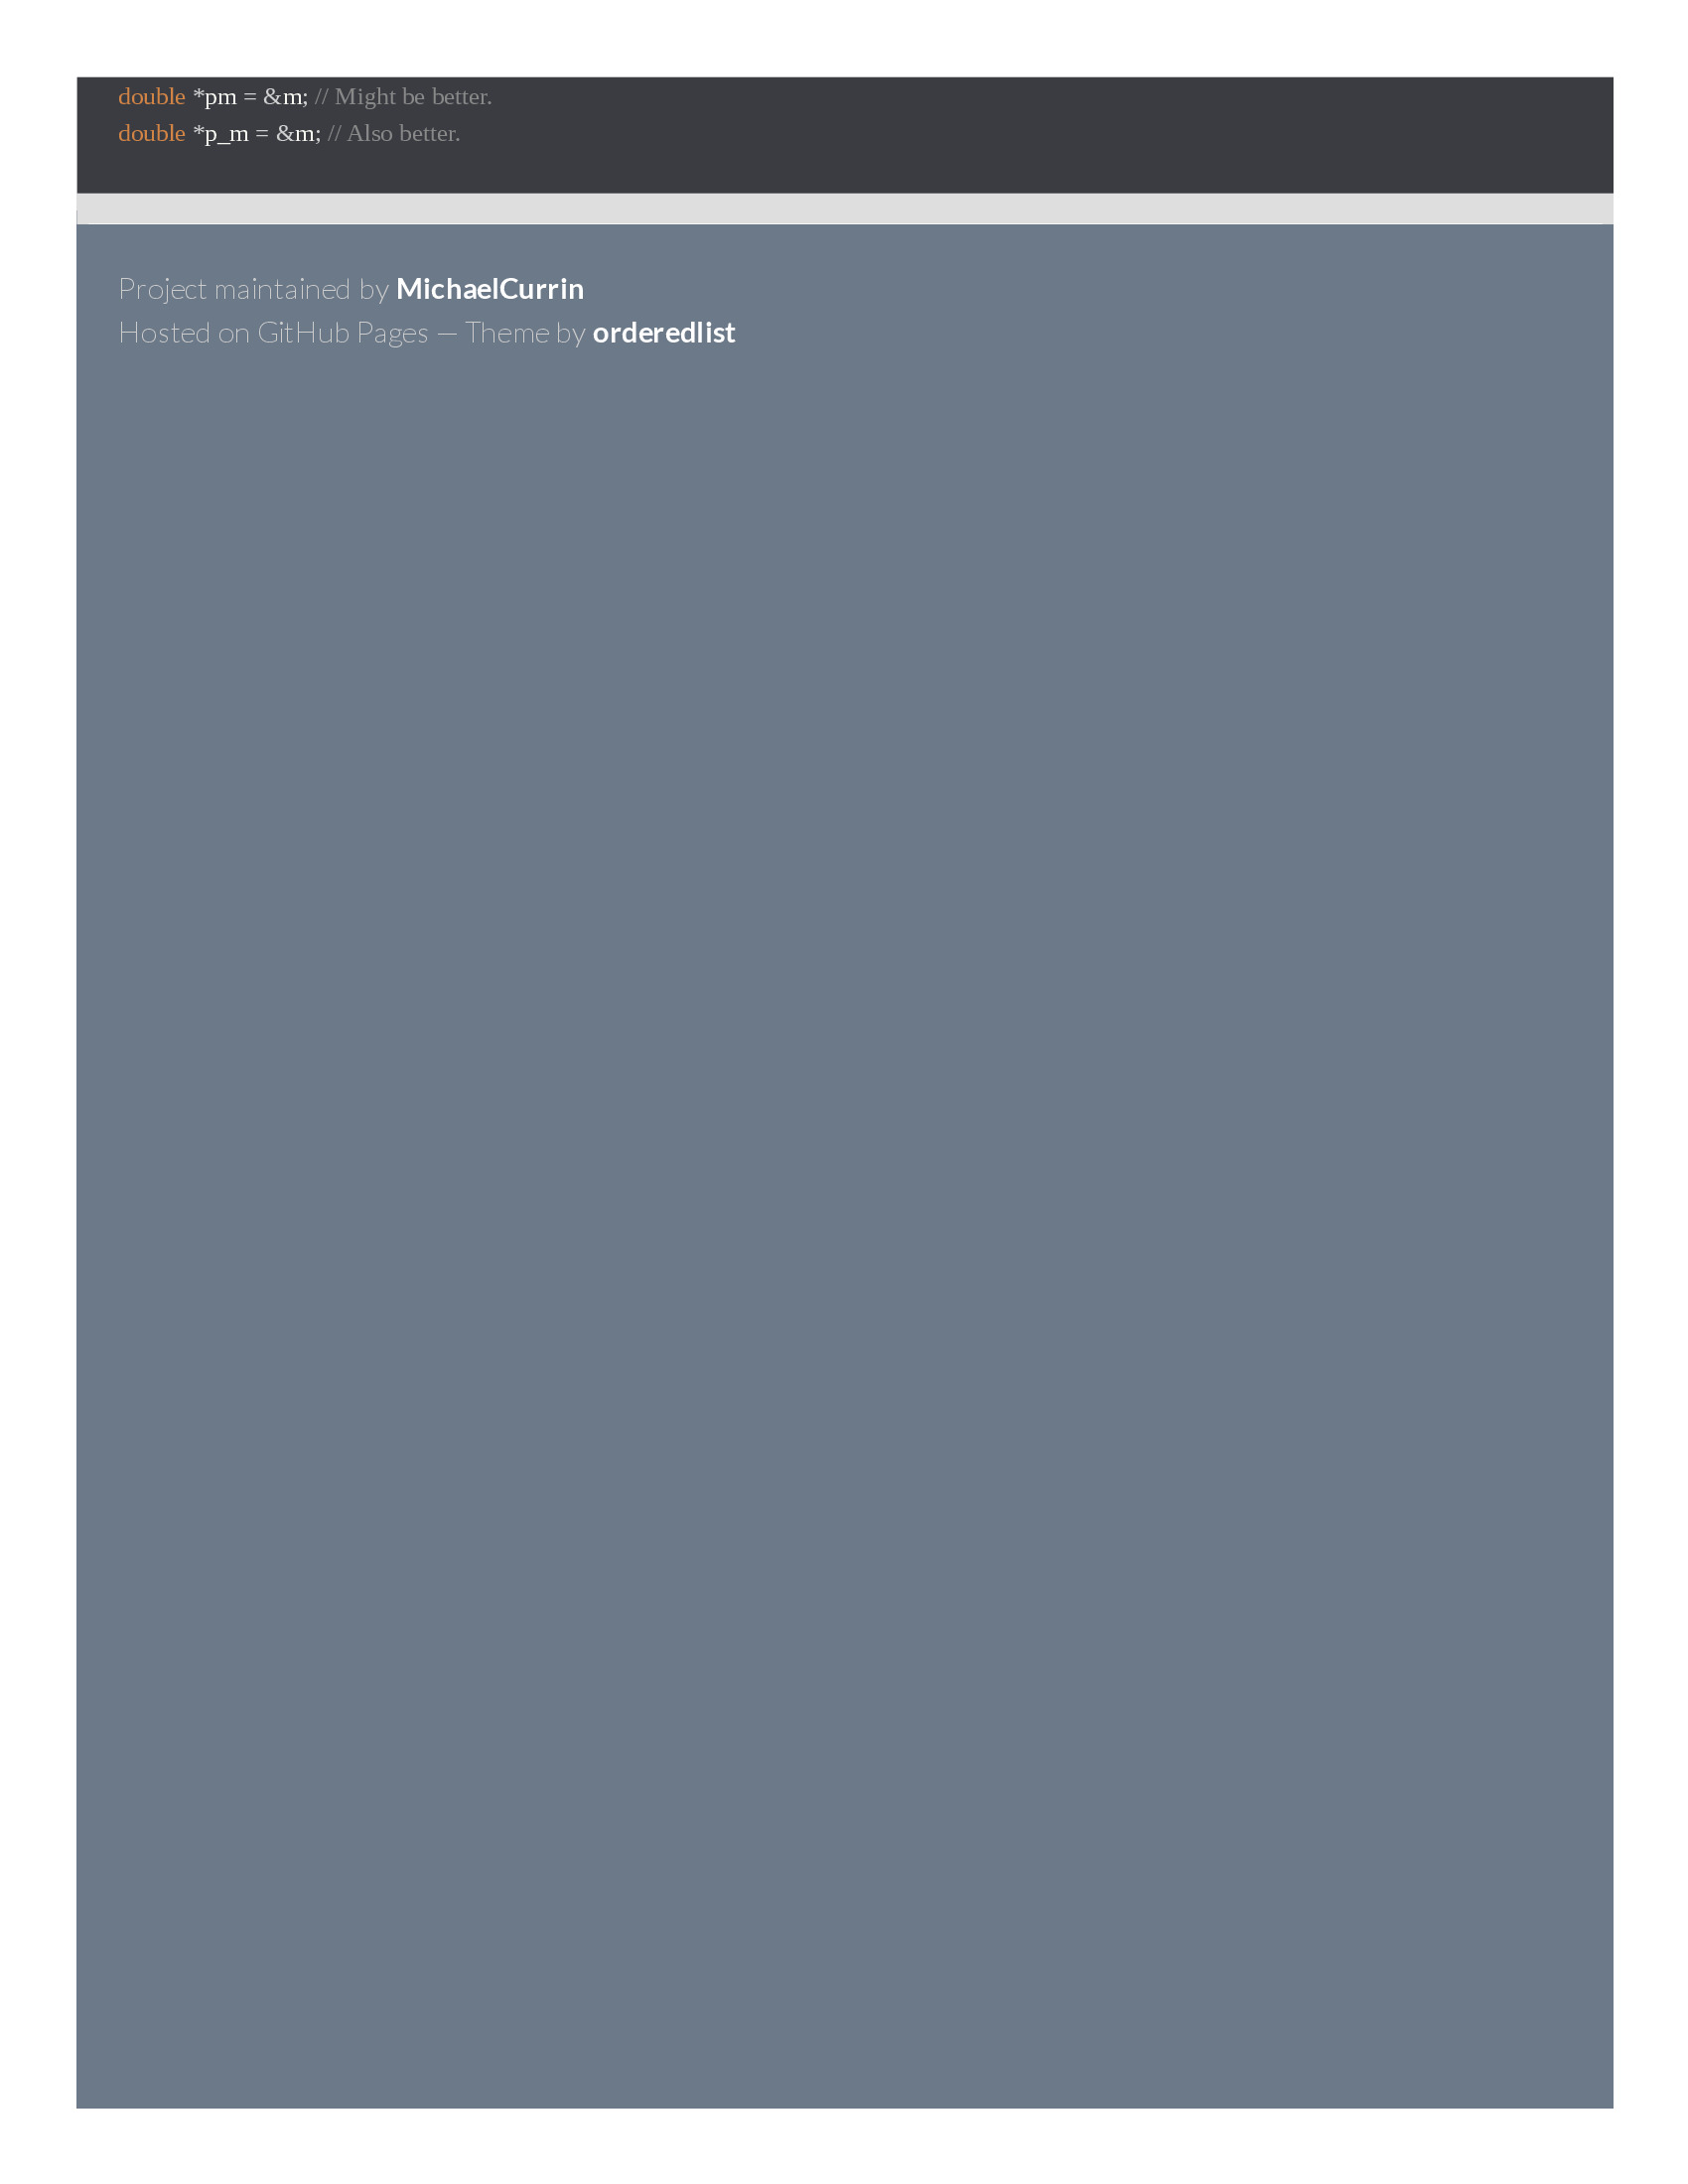 double *pm = &m; // Might be better.
double *p_m = &m; // Also better.
Project maintained by MichaelCurrin
Hosted on GitHub Pages — Theme by orderedlist